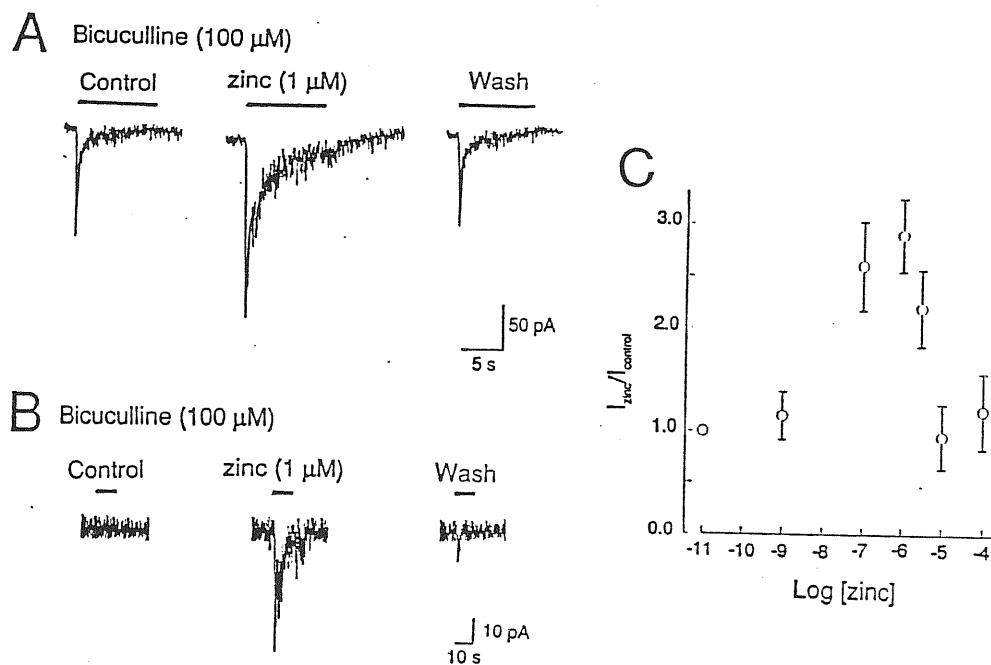 A Bicuculline (100 μM)
Control zinc (1 μM) Wash
50 pA
5 s
B Bicuculline (100 μM)
Control zinc (1 μM) Wash
10 pA
10 s
C
3.0
2.0
1.0
0.0
Izinc/Icontrol
-11 -10 -9 -8 -7 -6 -5 -4
Log [zinc]